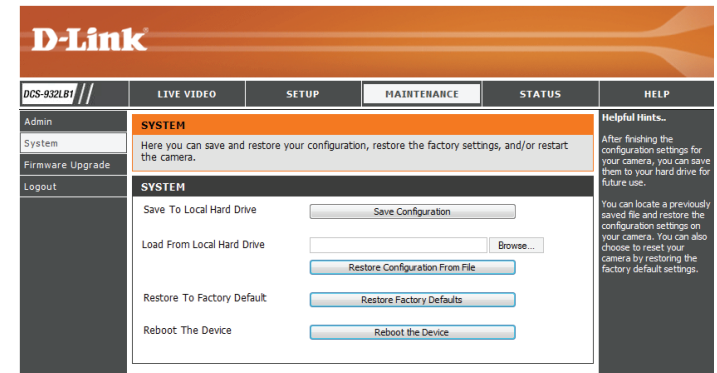 D-Link
DCS-932LB1 //
LIVE VIDEO
SETUP
MAINTENANCE
STATUS
HELP
Admin
System
Firmware Upgrade
Logout
SYSTEM
Here you can save and restore your configuration, restore the factory settings, and/or restart
the camera.
SYSTEM
Save To Local Hard Drive
Save Configuration
Load From Local Hard Drive
Browse...
Restore Configuration From File
Restore To Factory Default
Restore Factory Defaults
Reboot The Device
Reboot the Device
Helpful Hints..
After finishing the
configuration settings for
your camera, you can save
them to your hard drive for
future use.
You can locate a previously
saved file and restore the
configuration settings on
your camera. You can also
choose to reset your
camera by restoring the
factory default settings.